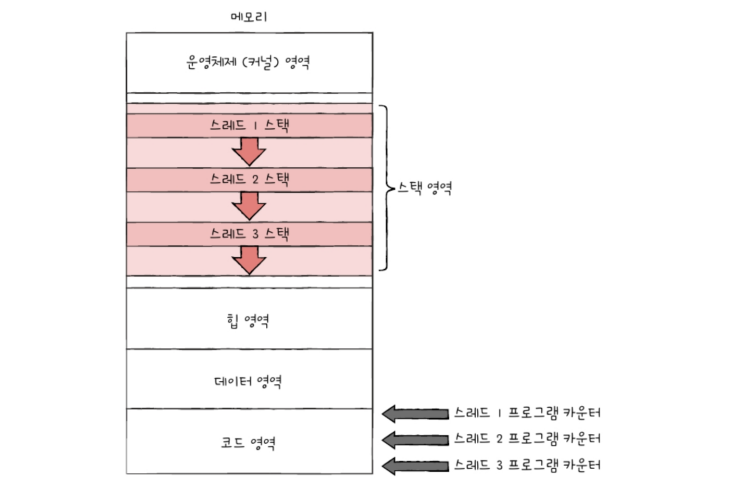 메모리
운영체제 (커널) 영역
스레드 1 스택
스레드 2 스택
스택 영역
스레드 3 스택
힙 영역
데이터 영역
스레드 1 프로그램 카운터
코드 영역
스레드 2 프로그램 카운터
스레드 3 프로그램 카운터